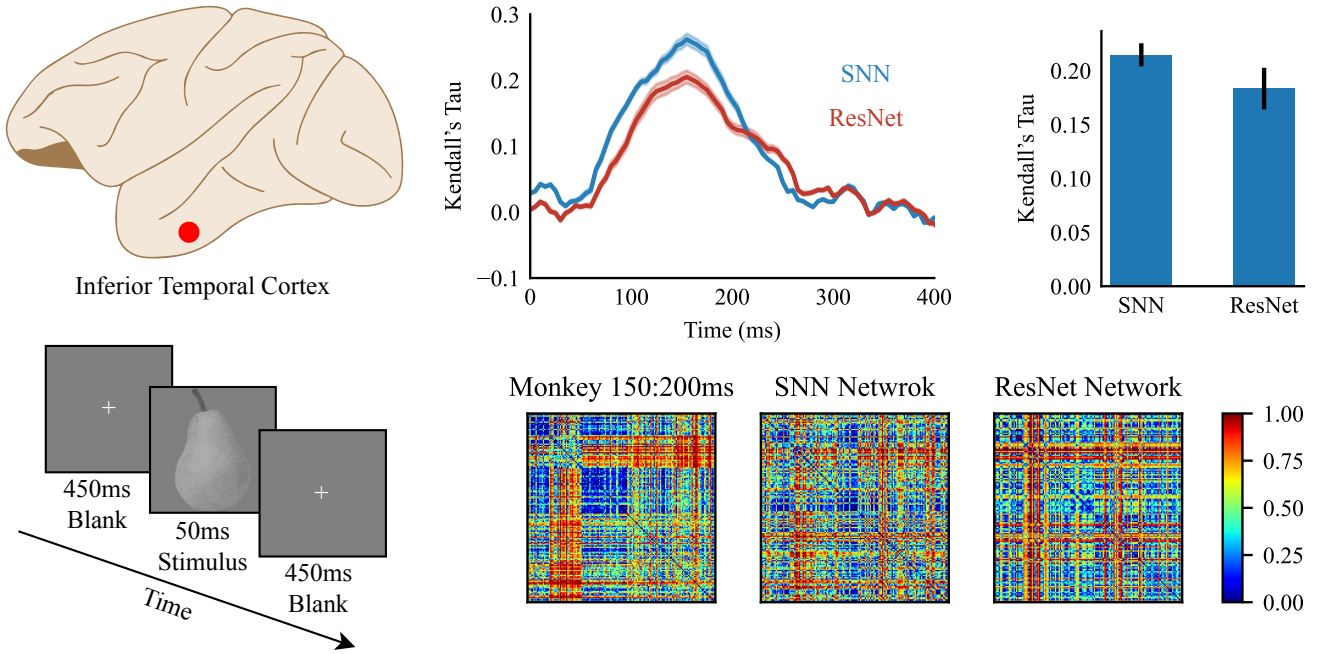 Inferior Temporal Cortex
450ms
Blank
50ms
Stimulus
450ms
Blank
Time
Kendall's Tau
0.3
0.2
0.1
0.0
−0.1
0
100
200
300
400
Time (ms)
SNN
ResNet
Kendall's Tau
0.20
0.15
0.10
0.05
0.00
SNN
ResNet
Monkey 150:200ms
SNN Netwrok
ResNet Network
1.00
0.75
0.50
0.25
0.00